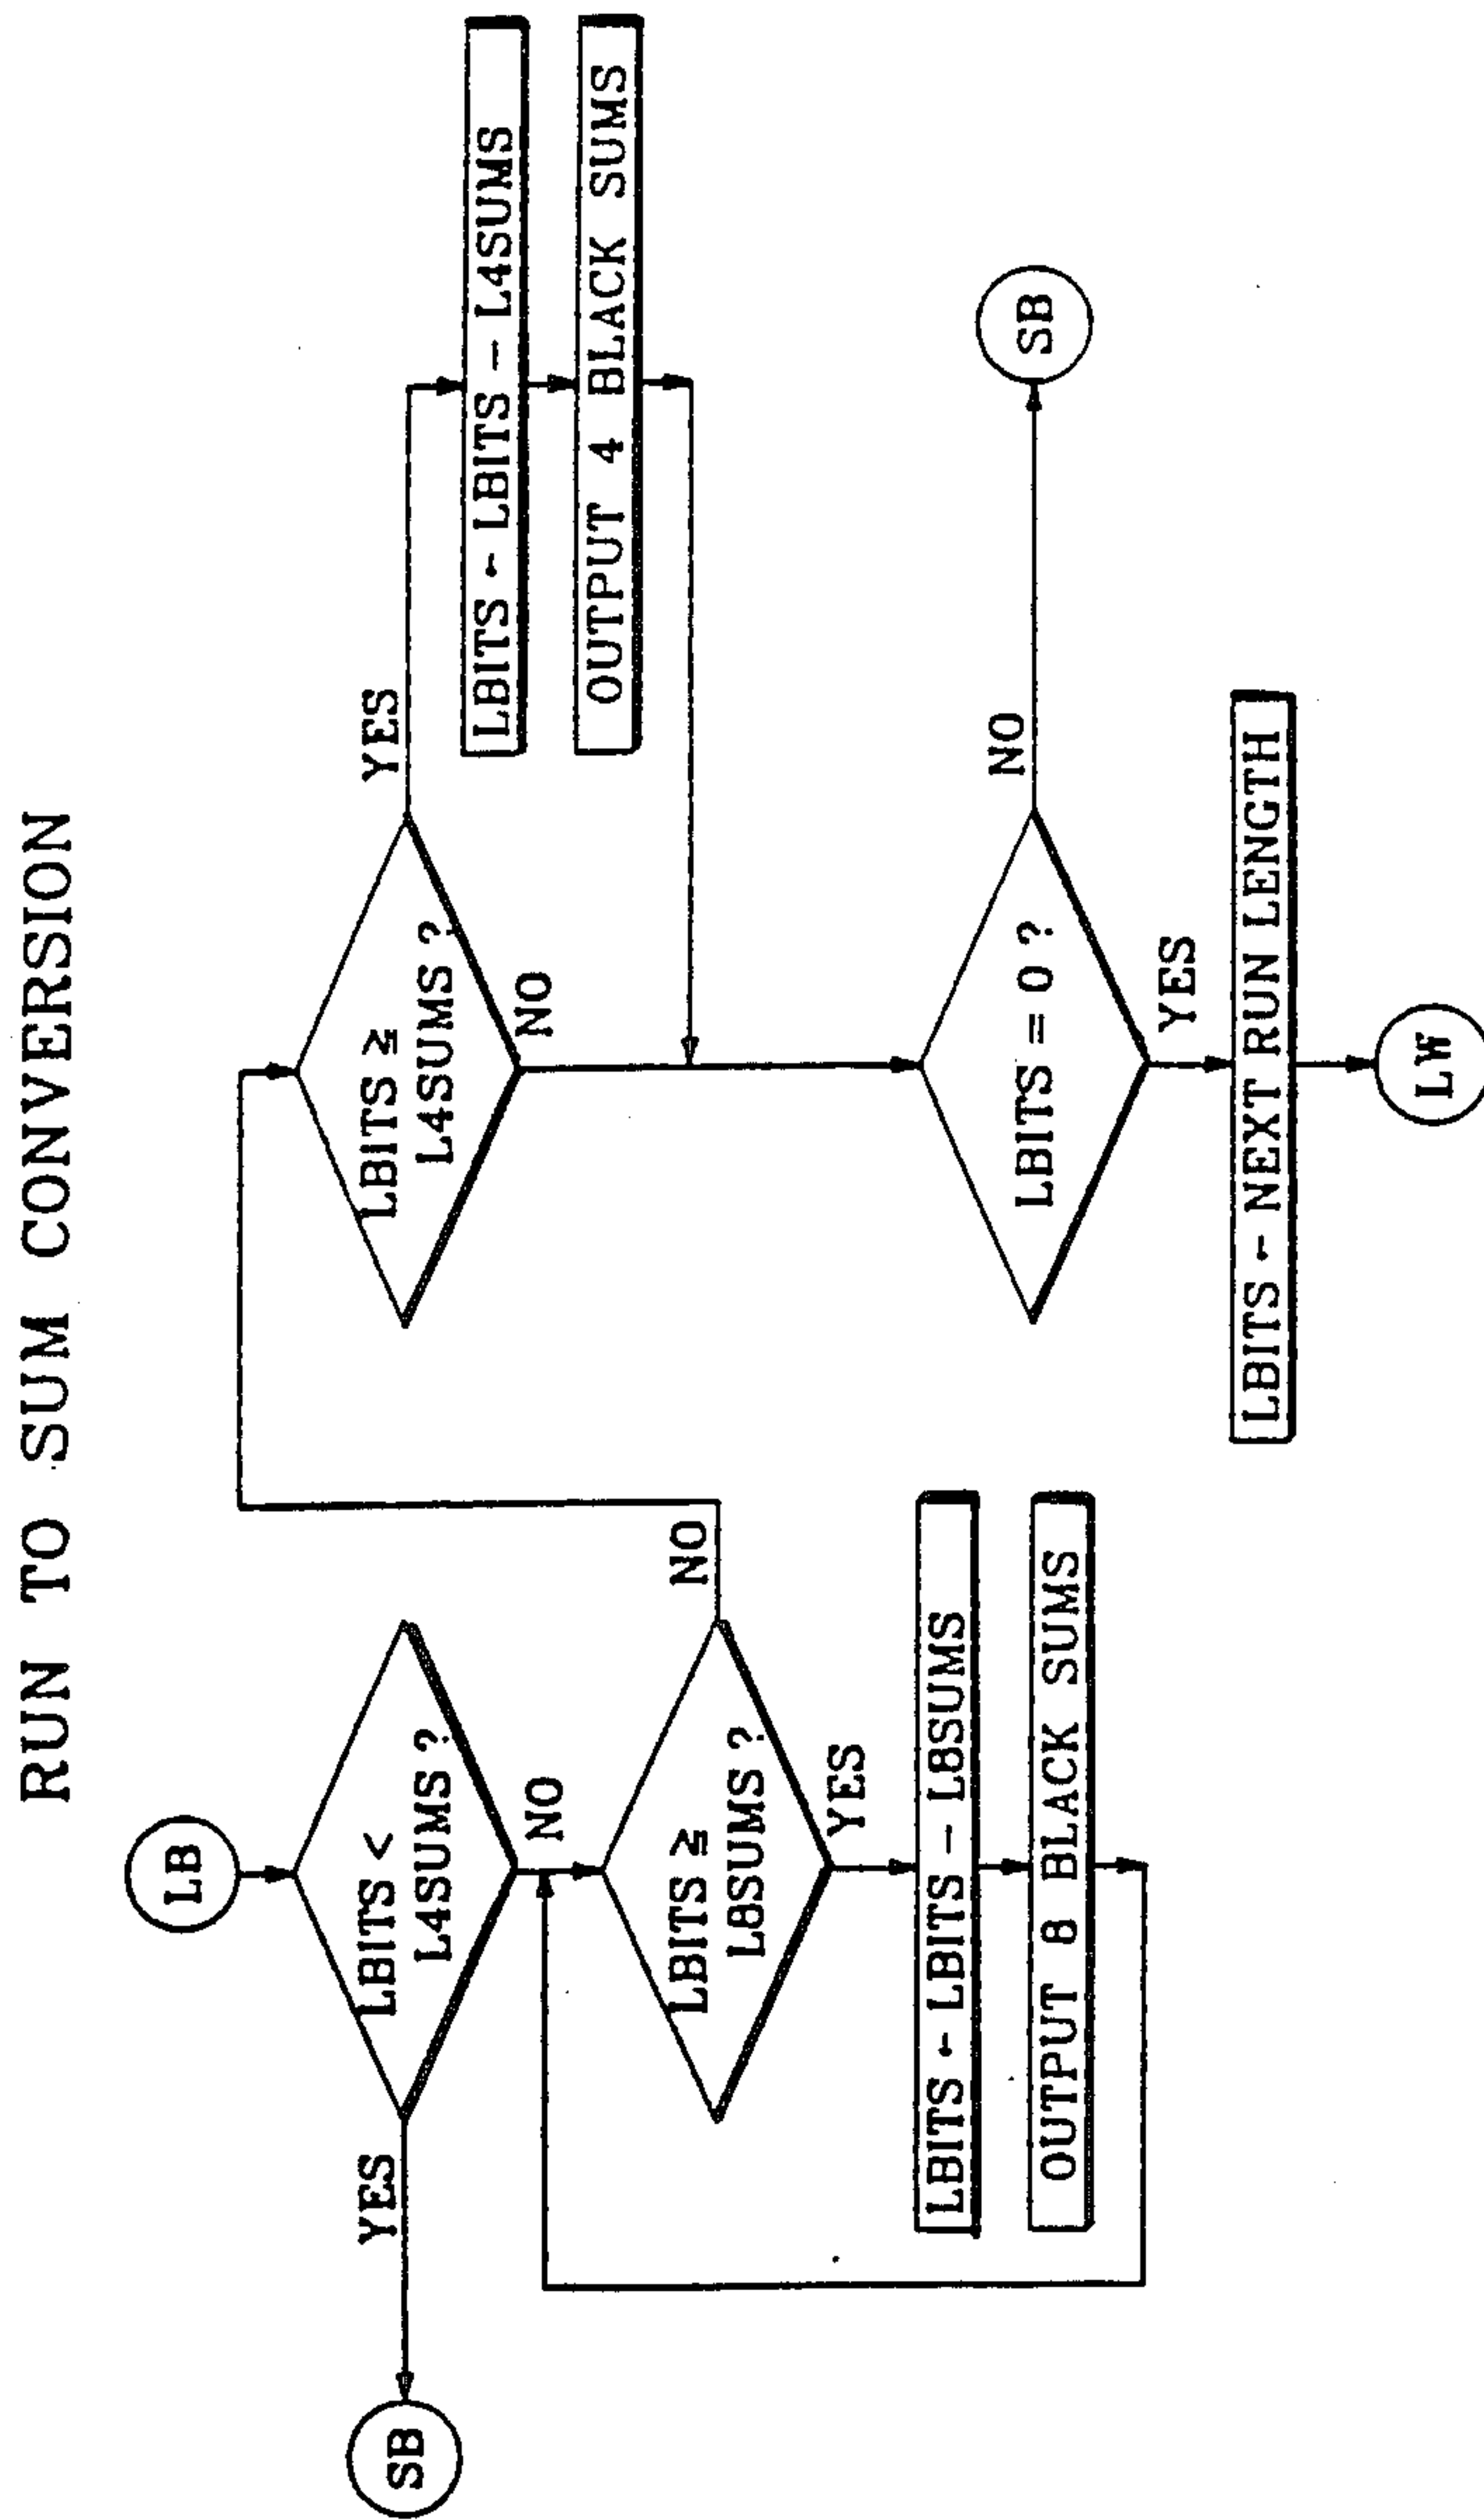 RUN TO SUM CONVERSION
LB
LBITS <
L4SUMS?
YES
SB
NO
LBITS ≥
L8SUMS?
NO
YES
LBITS ← LBITS - L8SUMS
OUTPUT 8 BLACK SUMS
LBITS ≥
L4SUMS?
YES
LBITS ← LBITS - L4SUMS
OUTPUT 4 BLACK SUMS
NO
LBITS = 0 ?
NO
SB
YES
LBITS ← NEXT RUN LENGTH
LW